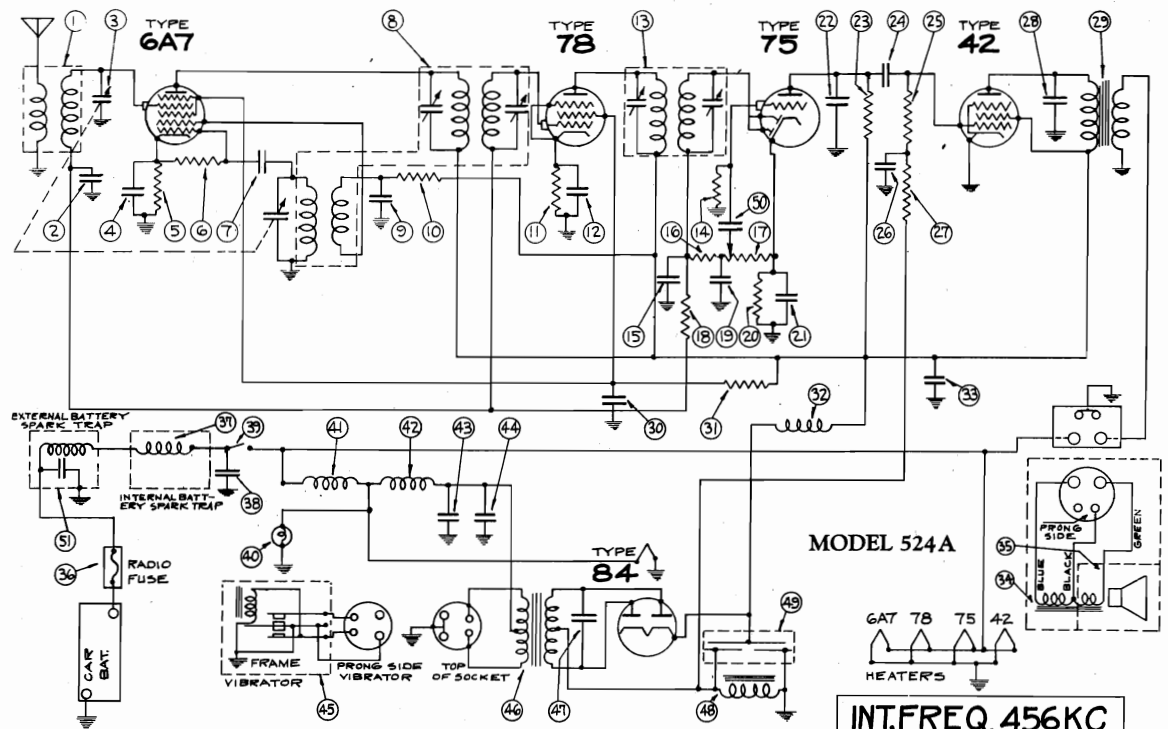 1
3
TYPE
6A7
8
TYPE
78
13
TYPE
75
22
23
24
25
TYPE
42
28
29
2
4
5
6
7
9
10
11
12
14
50
16
17
26
27
15
18
19
20
21
30
31
32
33
EXTERNAL BATTERY
SPARK TRAP
37
39
41
42
43
44
INTERNAL BATT-
ERY SPARK TRAP
38
51
40
36
RADIO
FUSE
CAR
BAT.
TYPE
84
FRAME
VIBRATOR
45
PRONG SIDE
VIBRATOR
TOP
OF SOCKET
46
47
49
48
MODEL 524A
PRONG
SIDE
GREEN
35
34
BLUE
BLACK
6A7 78 75 42
HEATERS
INT.FREQ. 456KC